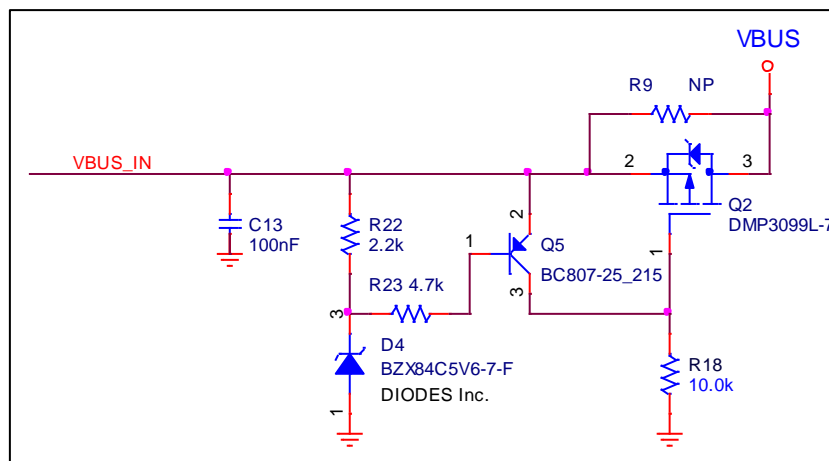 VBUS
R9 NP
VBUS_IN
2 3
Q2
DMP3099L-7
C13
100nF
R22
2.2k
2
1
Q5
BC807-25_215
3
1
R23 4.7k
3
D4
BZX84C5V6-7-F
DIODES Inc.
1
R18
10.0k